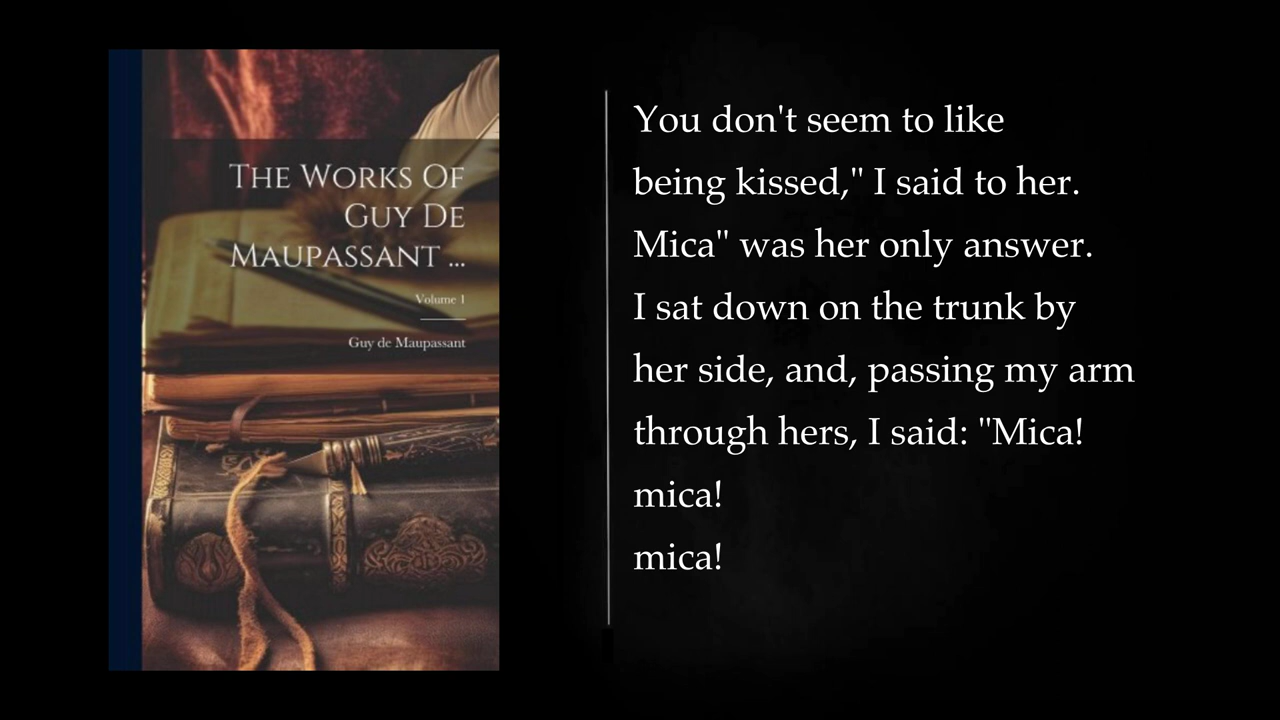 The Works Of
Guy De
Maupassant ...
Volume 1
Guy de Maupassant
You don't seem to like
being kissed," I said to her.
Mica" was her only answer.
I sat down on the trunk by
her side, and, passing my arm
through hers, I said: "Mica!
mica!
mica!